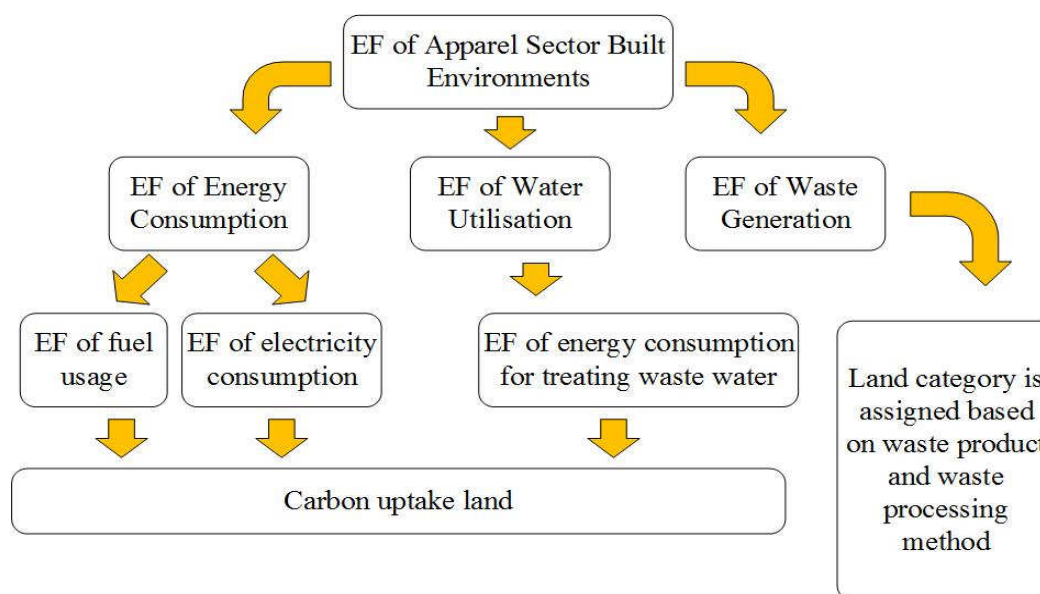 EF of Apparel Sector Built
Environments
EF of Energy
Consumption
EF of Water
Utilisation
EF of Waste
Generation
EF of fuel
usage
EF of electricity
consumption
EF of energy consumption
for treating waste water
Land category is
assigned based
on waste product
and waste
processing
method
Carbon uptake land